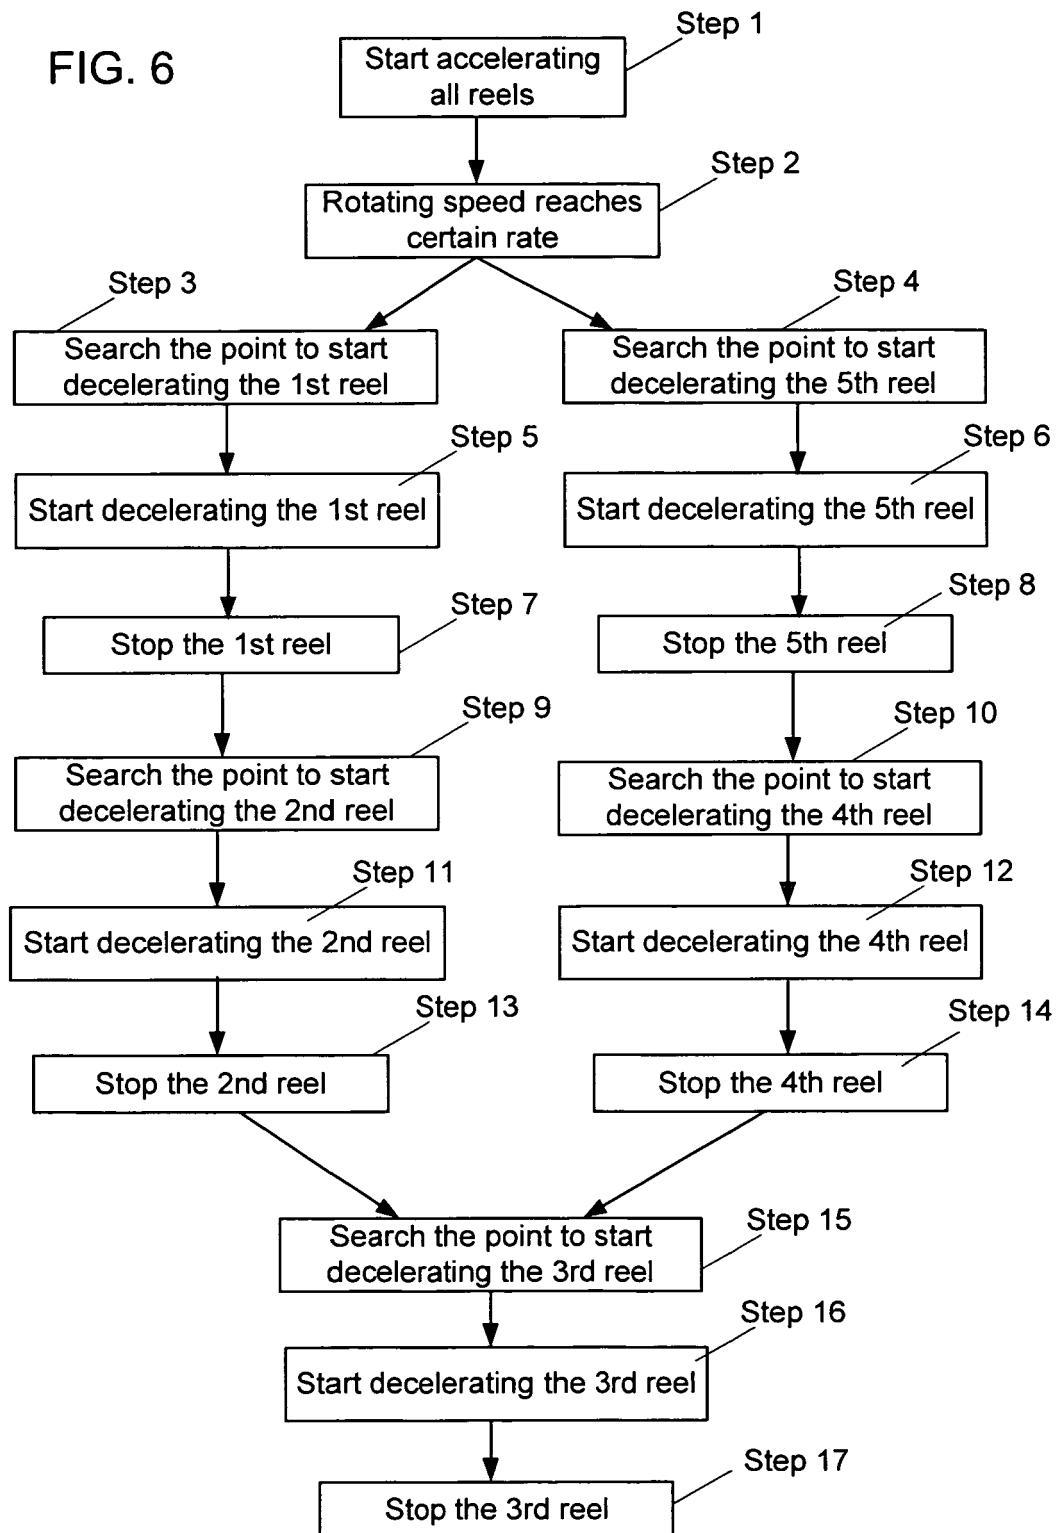 FIG. 6
Step 1
Start accelerating
all reels
Step 2
Rotating speed reaches
certain rate
Step 3
Search the point to start
decelerating the 1st reel
Step 4
Search the point to start
decelerating the 5th reel
Step 5
Start decelerating the 1st reel
Step 6
Start decelerating the 5th reel
Step 7
Stop the 1st reel
Step 8
Stop the 5th reel
Step 9
Search the point to start
decelerating the 2nd reel
Step 10
Search the point to start
decelerating the 4th reel
Step 11
Start decelerating the 2nd reel
Step 12
Start decelerating the 4th reel
Step 13
Stop the 2nd reel
Step 14
Stop the 4th reel
Step 15
Search the point to start
decelerating the 3rd reel
Step 16
Start decelerating the 3rd reel
Step 17
Stop the 3rd reel